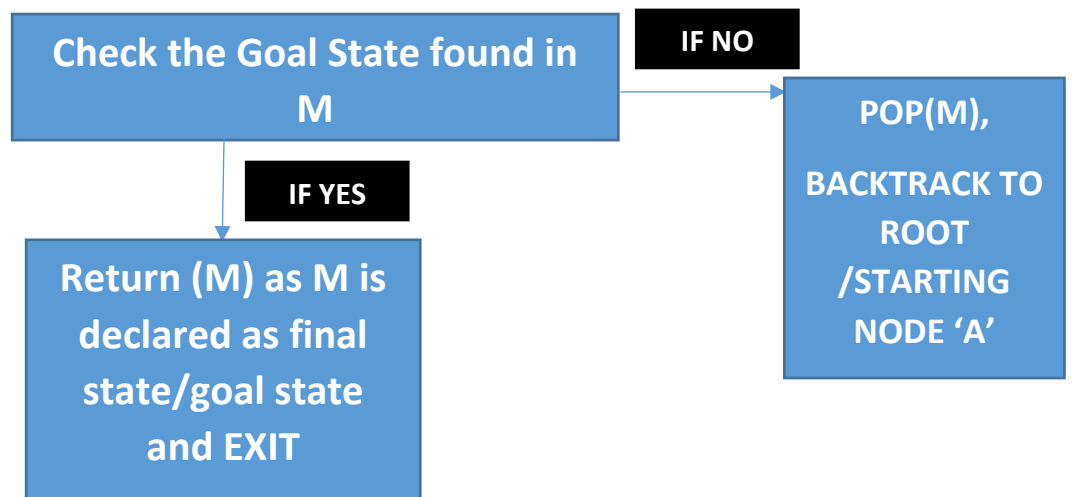 Check the Goal State found in
M
IF NO
POP(M),
BACKTRACK TO
ROOT
/STARTING
NODE ‘A’
IF YES
Return (M) as M is
declared as final
state/goal state
and EXIT